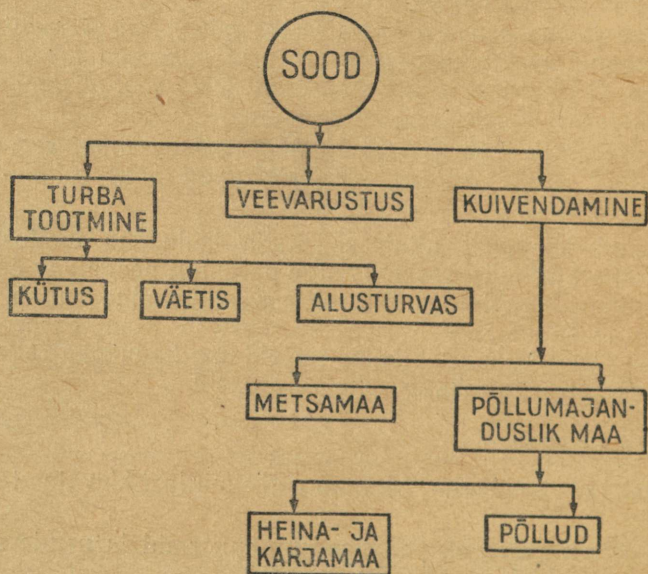 SOOD
TURBA
TOOTMINE
VEEVARUSTUS
KUIVENDAMINE
KÜTUS
VÄETIS
ALUSTURVAS
METSAMAA
PÕLLUMAJAN-
DUSLIK MAA
HEINA- JA
KARJAMAA
PÕLLUD